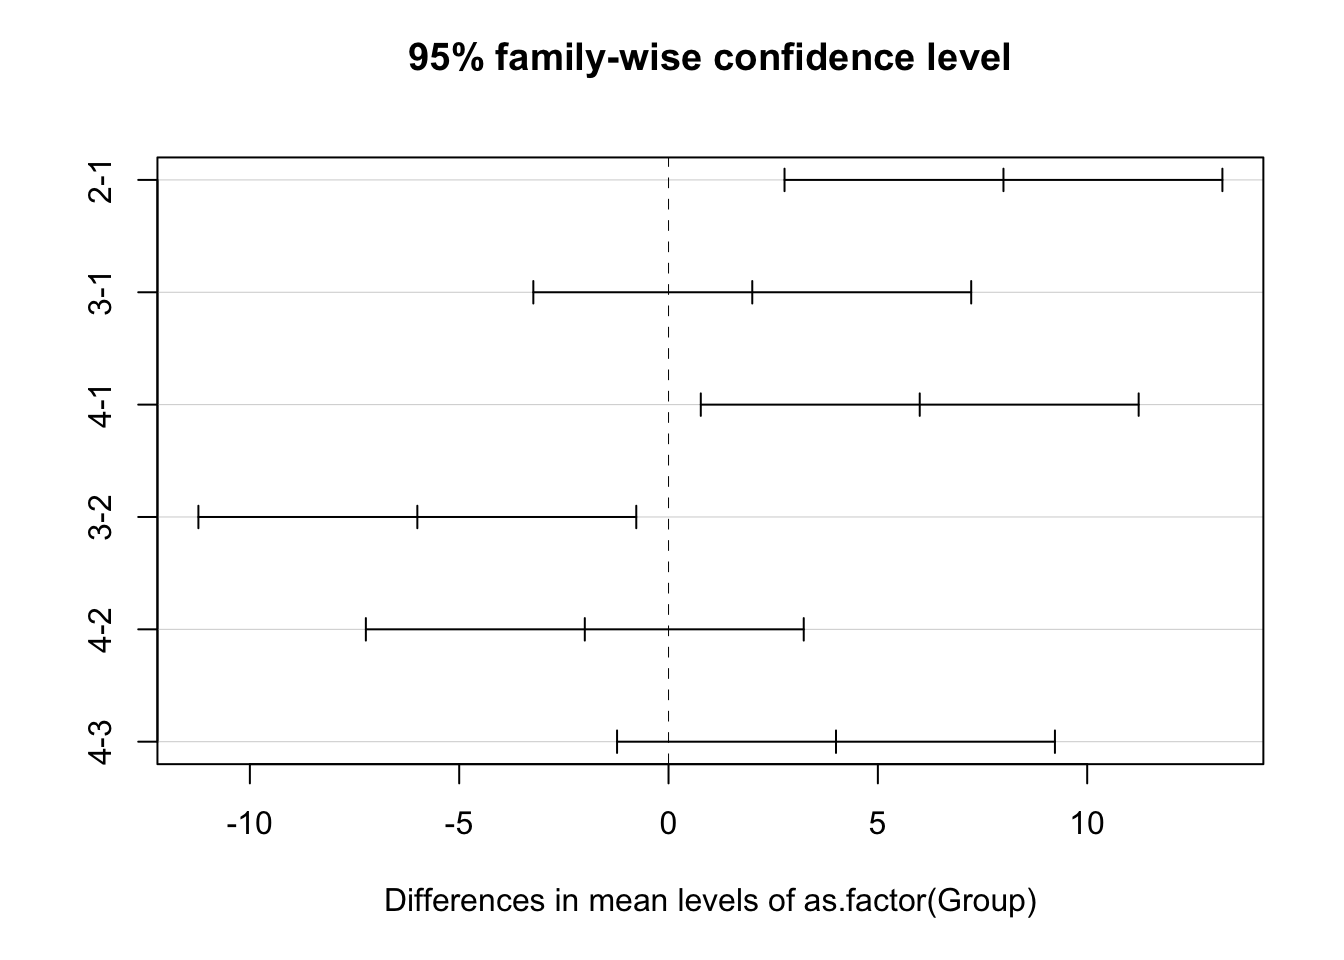 95% family-wise confidence level
2-1
3-1
4-1
3-2
4-2
4-3
-10 -5 0 5 10
Differences in mean levels of as.factor(Group)